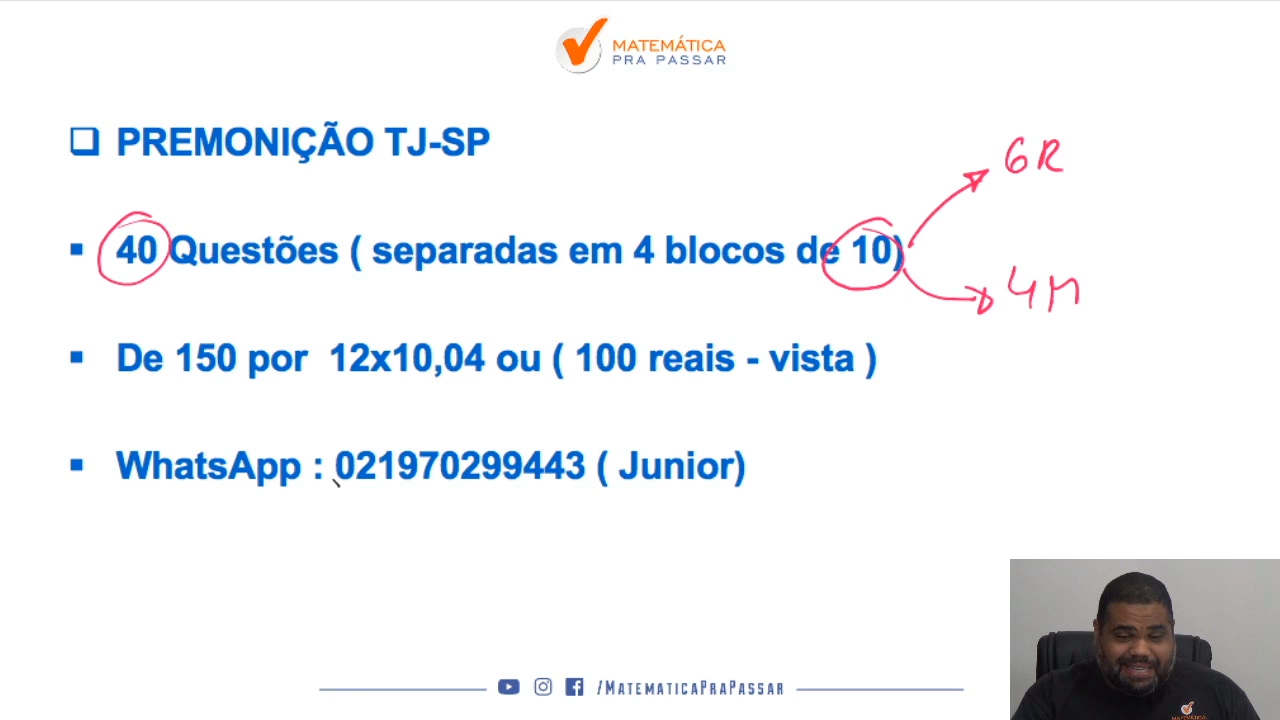 MATEMÁTICA
PRA PASSAR
PREMONIÇÃO TJ-SP
6R
40 Questões ( separadas em 4 blocos de 10)
4M
De 150 por 12x10,04 ou ( 100 reais - vista )
WhatsApp : 021970299443 ( Junior)
/MATEMATICAPRAPASSAR